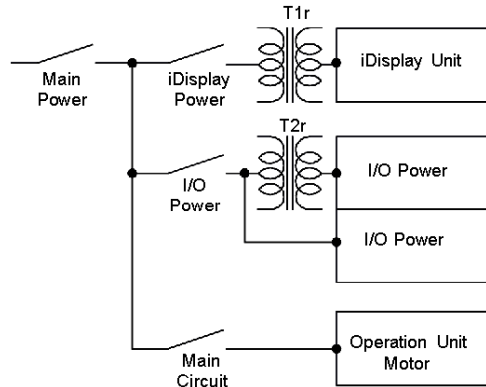 T1r
Main
Power
iDisplay
Power
iDisplay Unit
T2r
I/O
Power
I/O Power
I/O Power
Main
Circuit
Operation Unit
Motor